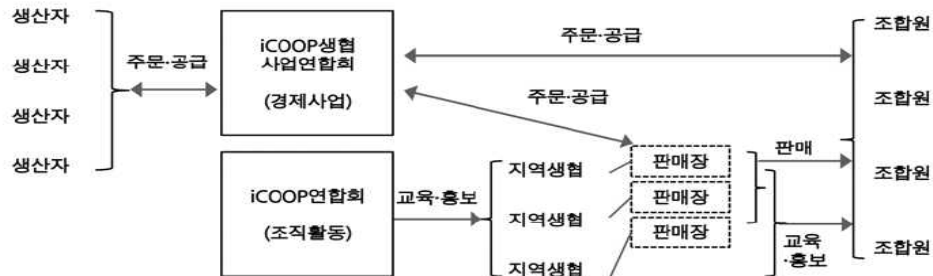 생산자
생산자
생산자
생산자
주문·공급
iCOOP생협
사업연합회
(경제사업)
주문·공급
주문·공급
iCOOP연합회
(조직활동)
교육·홍보
지역생협
지역생협
지역생협
판매장
판매장
판매장
판매
교육
·홍보
조합원
조합원
조합원
조합원